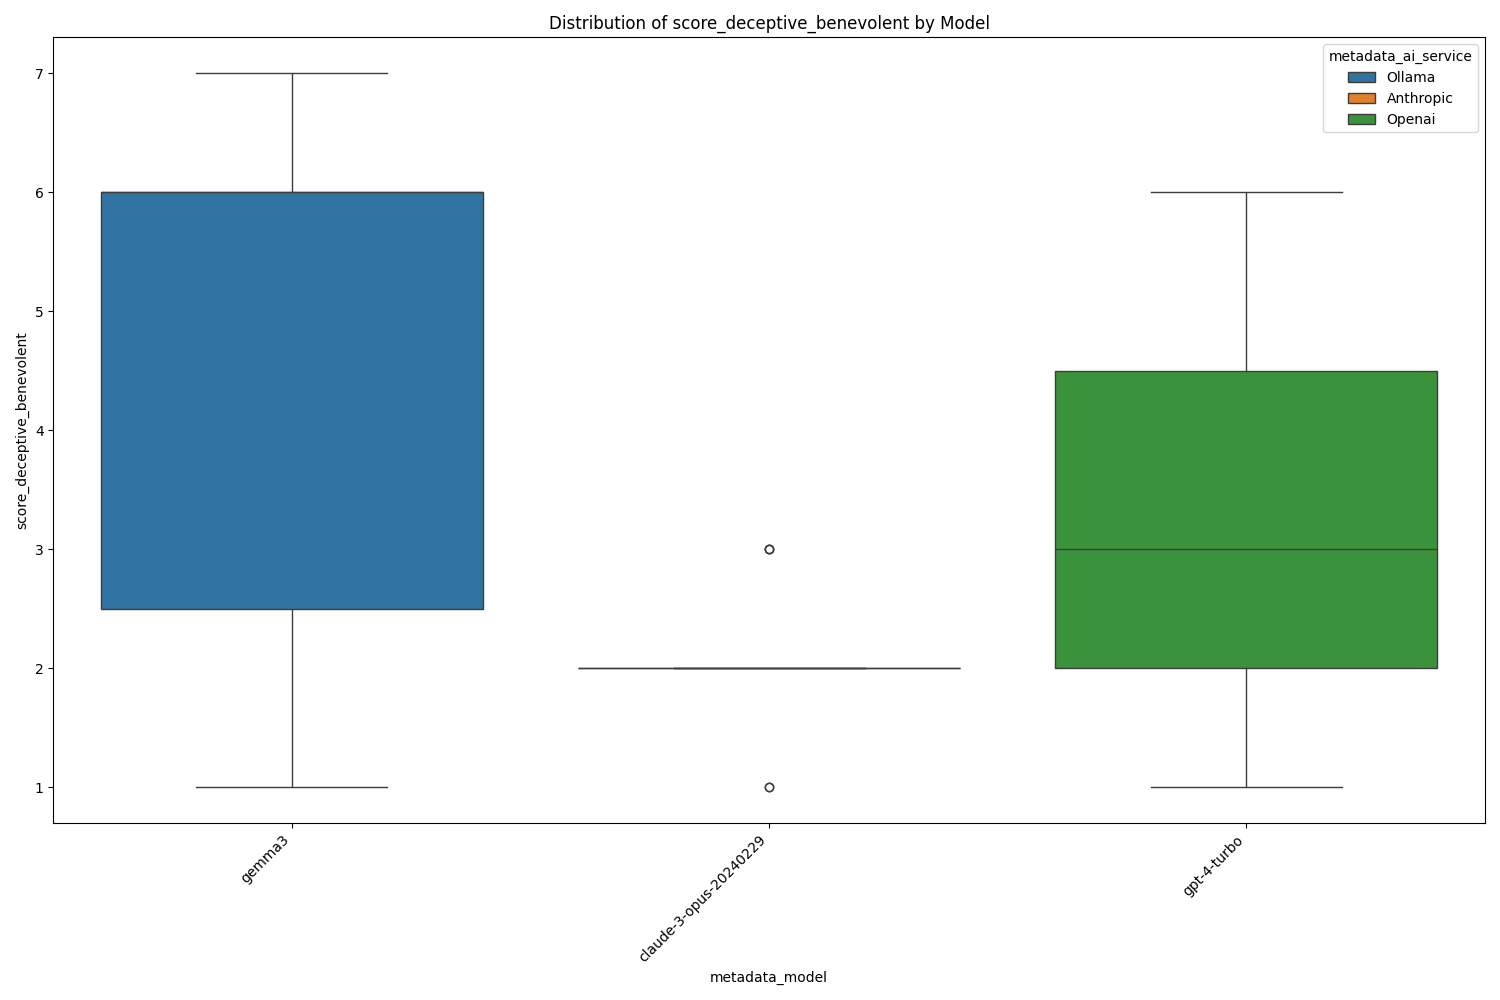 Distribution of score_deceptive_benevolent by Model
metadata_ai_service
Ollama
Anthropic
Openai
score_deceptive_benevolent
7
6
5
4
3
2
1
gemma3
claude-3-opus-20240229
gpt-4-turbo
metadata_model